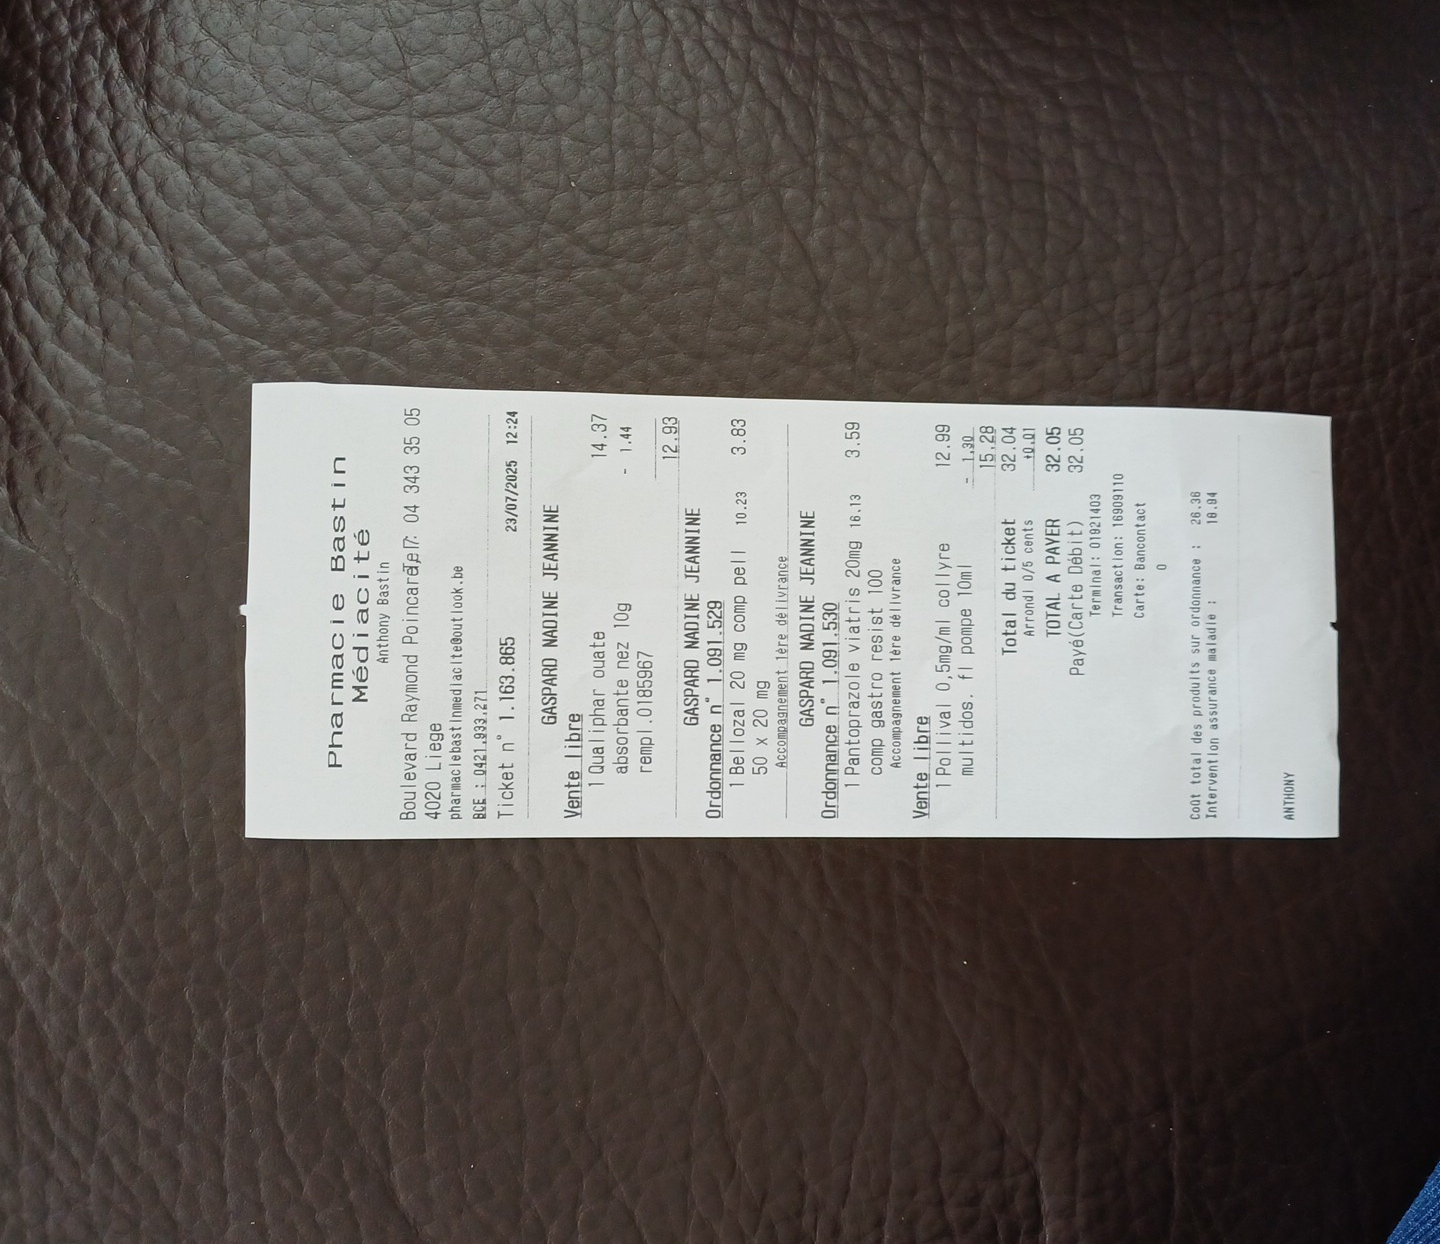 Pharmacie Bastin
Médiacité
Anthony Bastin
Boulevard Raymond Poincaré, 17 Tel: 04 343 35 05
4020 Liege
pharmaciebastinmediacite@outlook.be
BCE : 0421.933.271
Ticket n° 1.163.865 23/07/2025 12:24
GASPARD NADINE JEANNINE
Vente libre
1 Qualiphar ouate 14.37
absorbante nez 10g - 1.44
rempl.0185967
12.93
GASPARD NADINE JEANNINE
Ordonnance n° 1.091.529
1 Bellozal 20 mg comp pell 10.23 3.83
50 x 20 mg
Accompagnement 1ère délivrance
GASPARD NADINE JEANNINE
Ordonnance n° 1.091.530
1 Pantoprazole viatris 20mg 16.13 3.59
comp gastro resist 100
Accompagnement 1ère délivrance
Vente libre
1 Pollival 0,5mg/ml collyre 12.99
multidos. fl pompe 10ml - 1.30
15.28
Total du ticket 32.04
Arrondi 0/5 cents +0.01
TOTAL A PAYER 32.05
Payé(Carte Débit) 32.05
Terminal: 01921403
Transaction: 16909110
Carte: Bancontact
0
Coût total des produits sur ordonnance : 26.36
Intervention assurance maladie : 18.94
ANTHONY